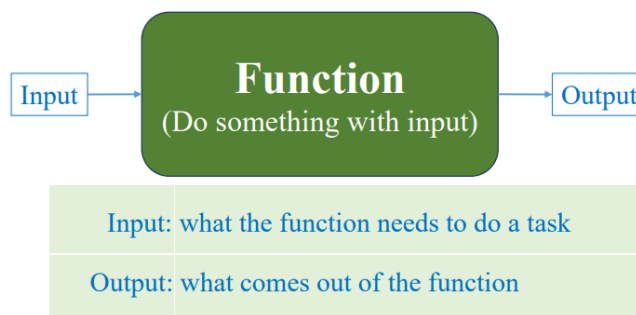 Function
(Do something with input)
Input
Output
Input: what the function needs to do a task
Output: what comes out of the function